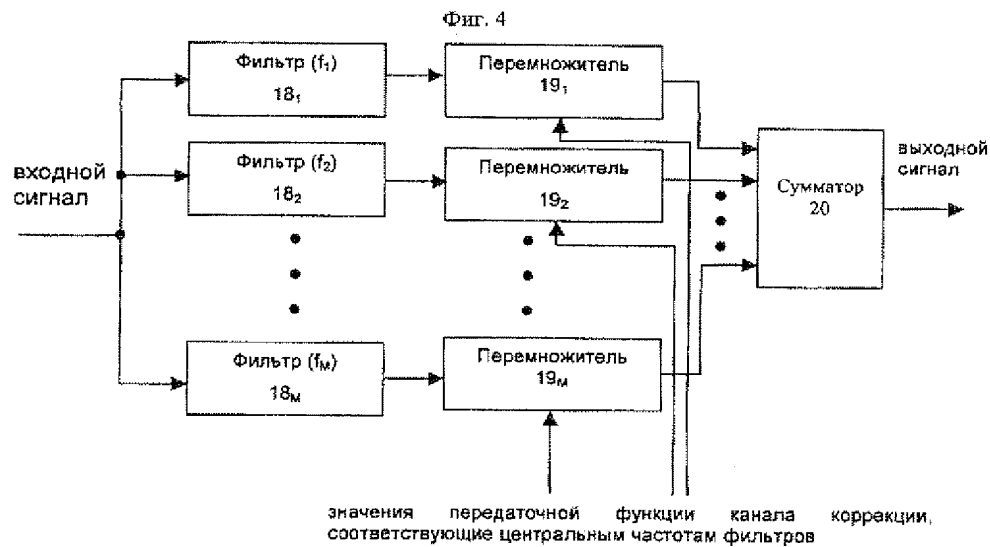 Фиг. 4
Фильтр (f₁)
18₁
Перемножитель
19₁
входной
сигнал
Фильтр (f₂)
18₂
Перемножитель
19₂
Сумматор
20
выходной
сигнал
Фильтр (fₘ)
18ₘ
Перемножитель
19ₘ
значения передаточной функции канала коррекции,
соответствующие центральным частотам фильтров